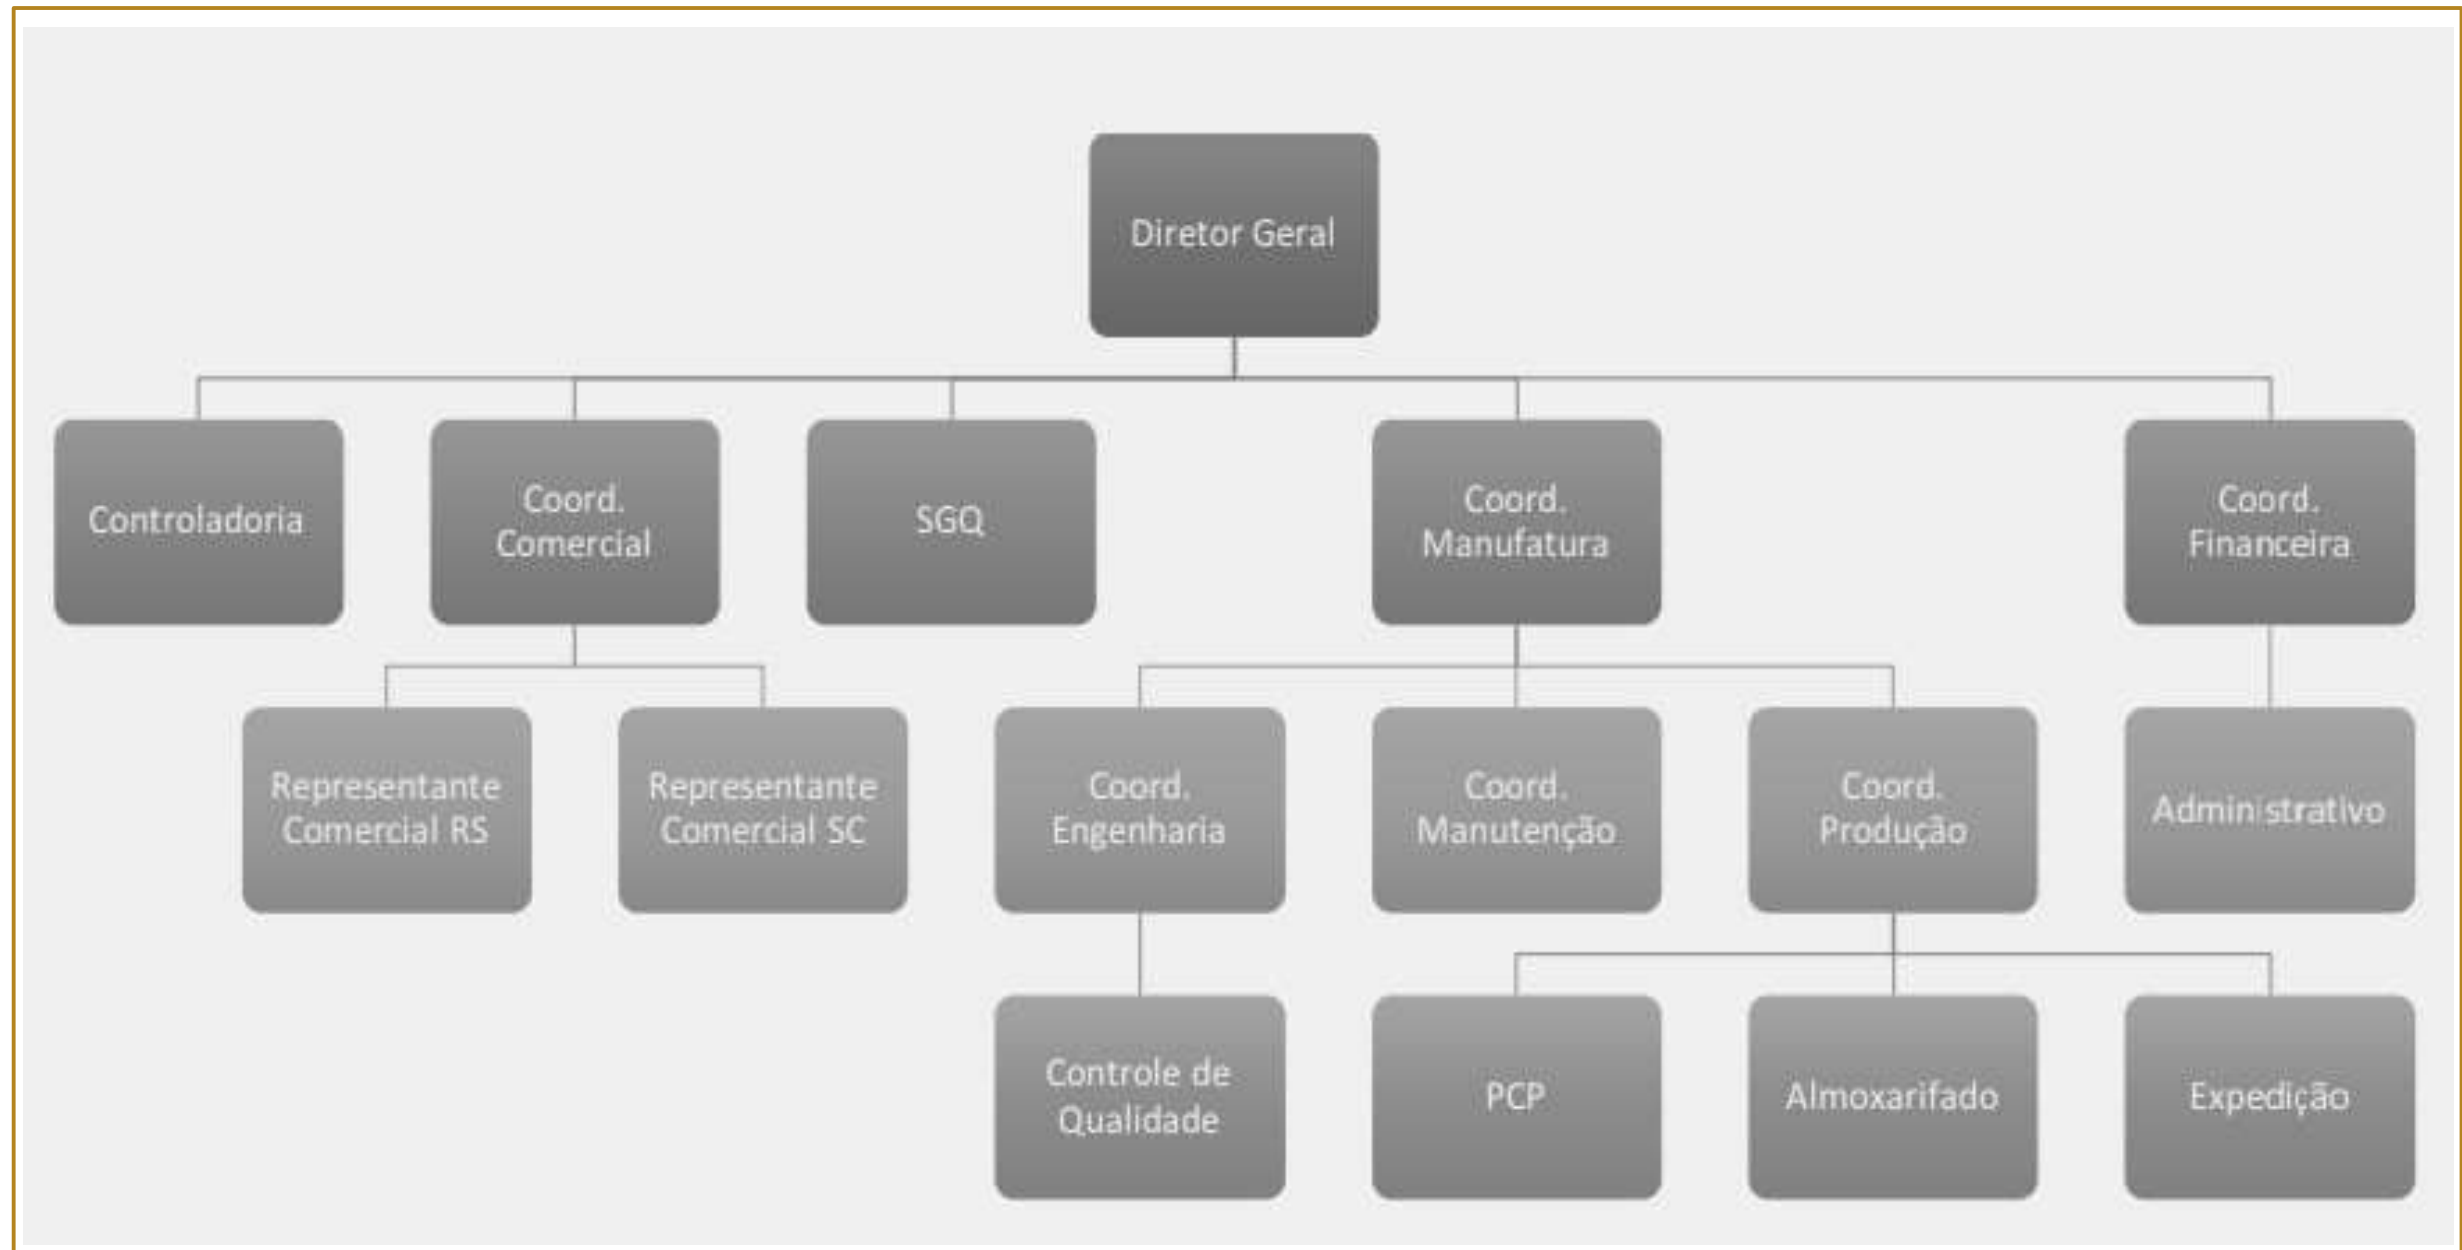 Diretor Geral
Controladoria
Coord.
Comercial
SGQ
Coord.
Manufatura
Coord.
Financeira
Representante
Comercial RS
Representante
Comercial SC
Coord.
Engenharia
Coord.
Manutenção
Coord.
Produção
Administrativo
Controle de
Qualidade
PCP
Almoxarifado
Expedição